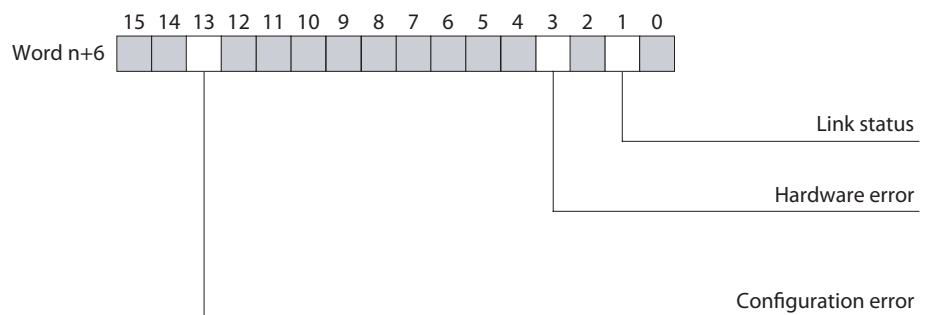 15 14 13 12 11 10 9 8 7 6 5 4 3 2 1 0
Word n+6
Link status
Hardware error
Configuration error